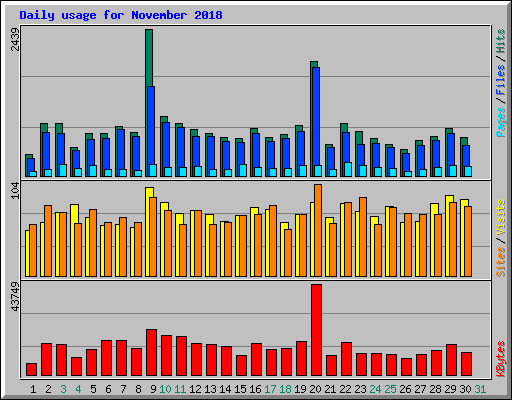 Daily usage for November 2018
2439
Pages / Files / Hits
104
Sites / Visits
43749
KBytes
1 2 3 4 5 6 7 8 9 10 11 12 13 14 15 16 17 18 19 20 21 22 23 24 25 26 27 28 29 30 31